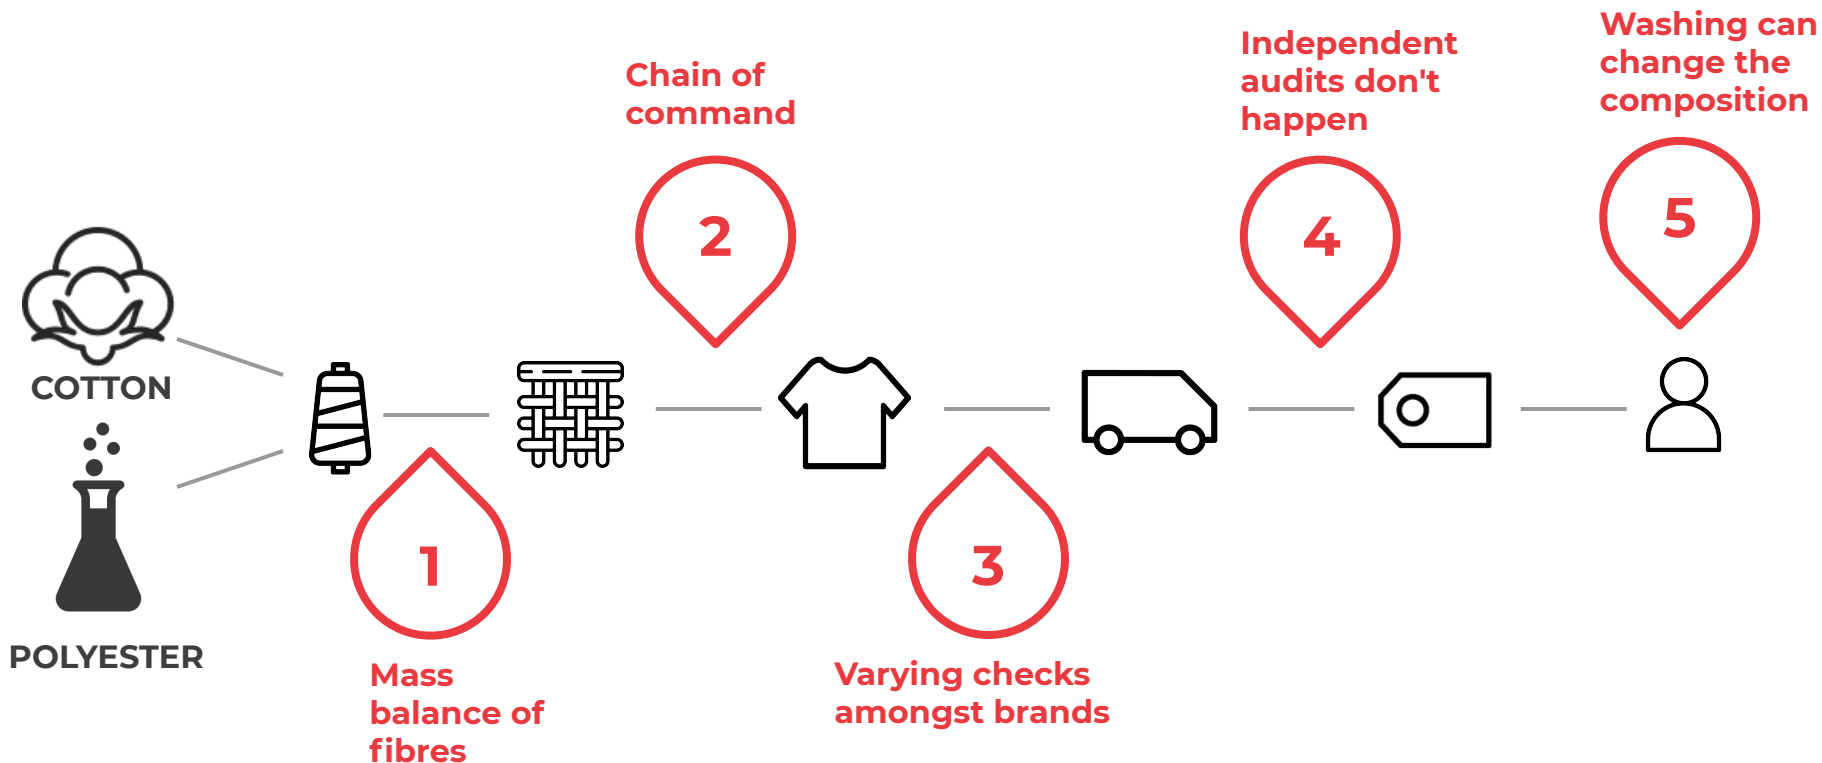 COTTON
POLYESTER
1
Mass
balance of
fibres
Chain of
command
2
3
Varying checks
amongst brands
Independent
audits don't
happen
4
Washing can
change the
composition
5